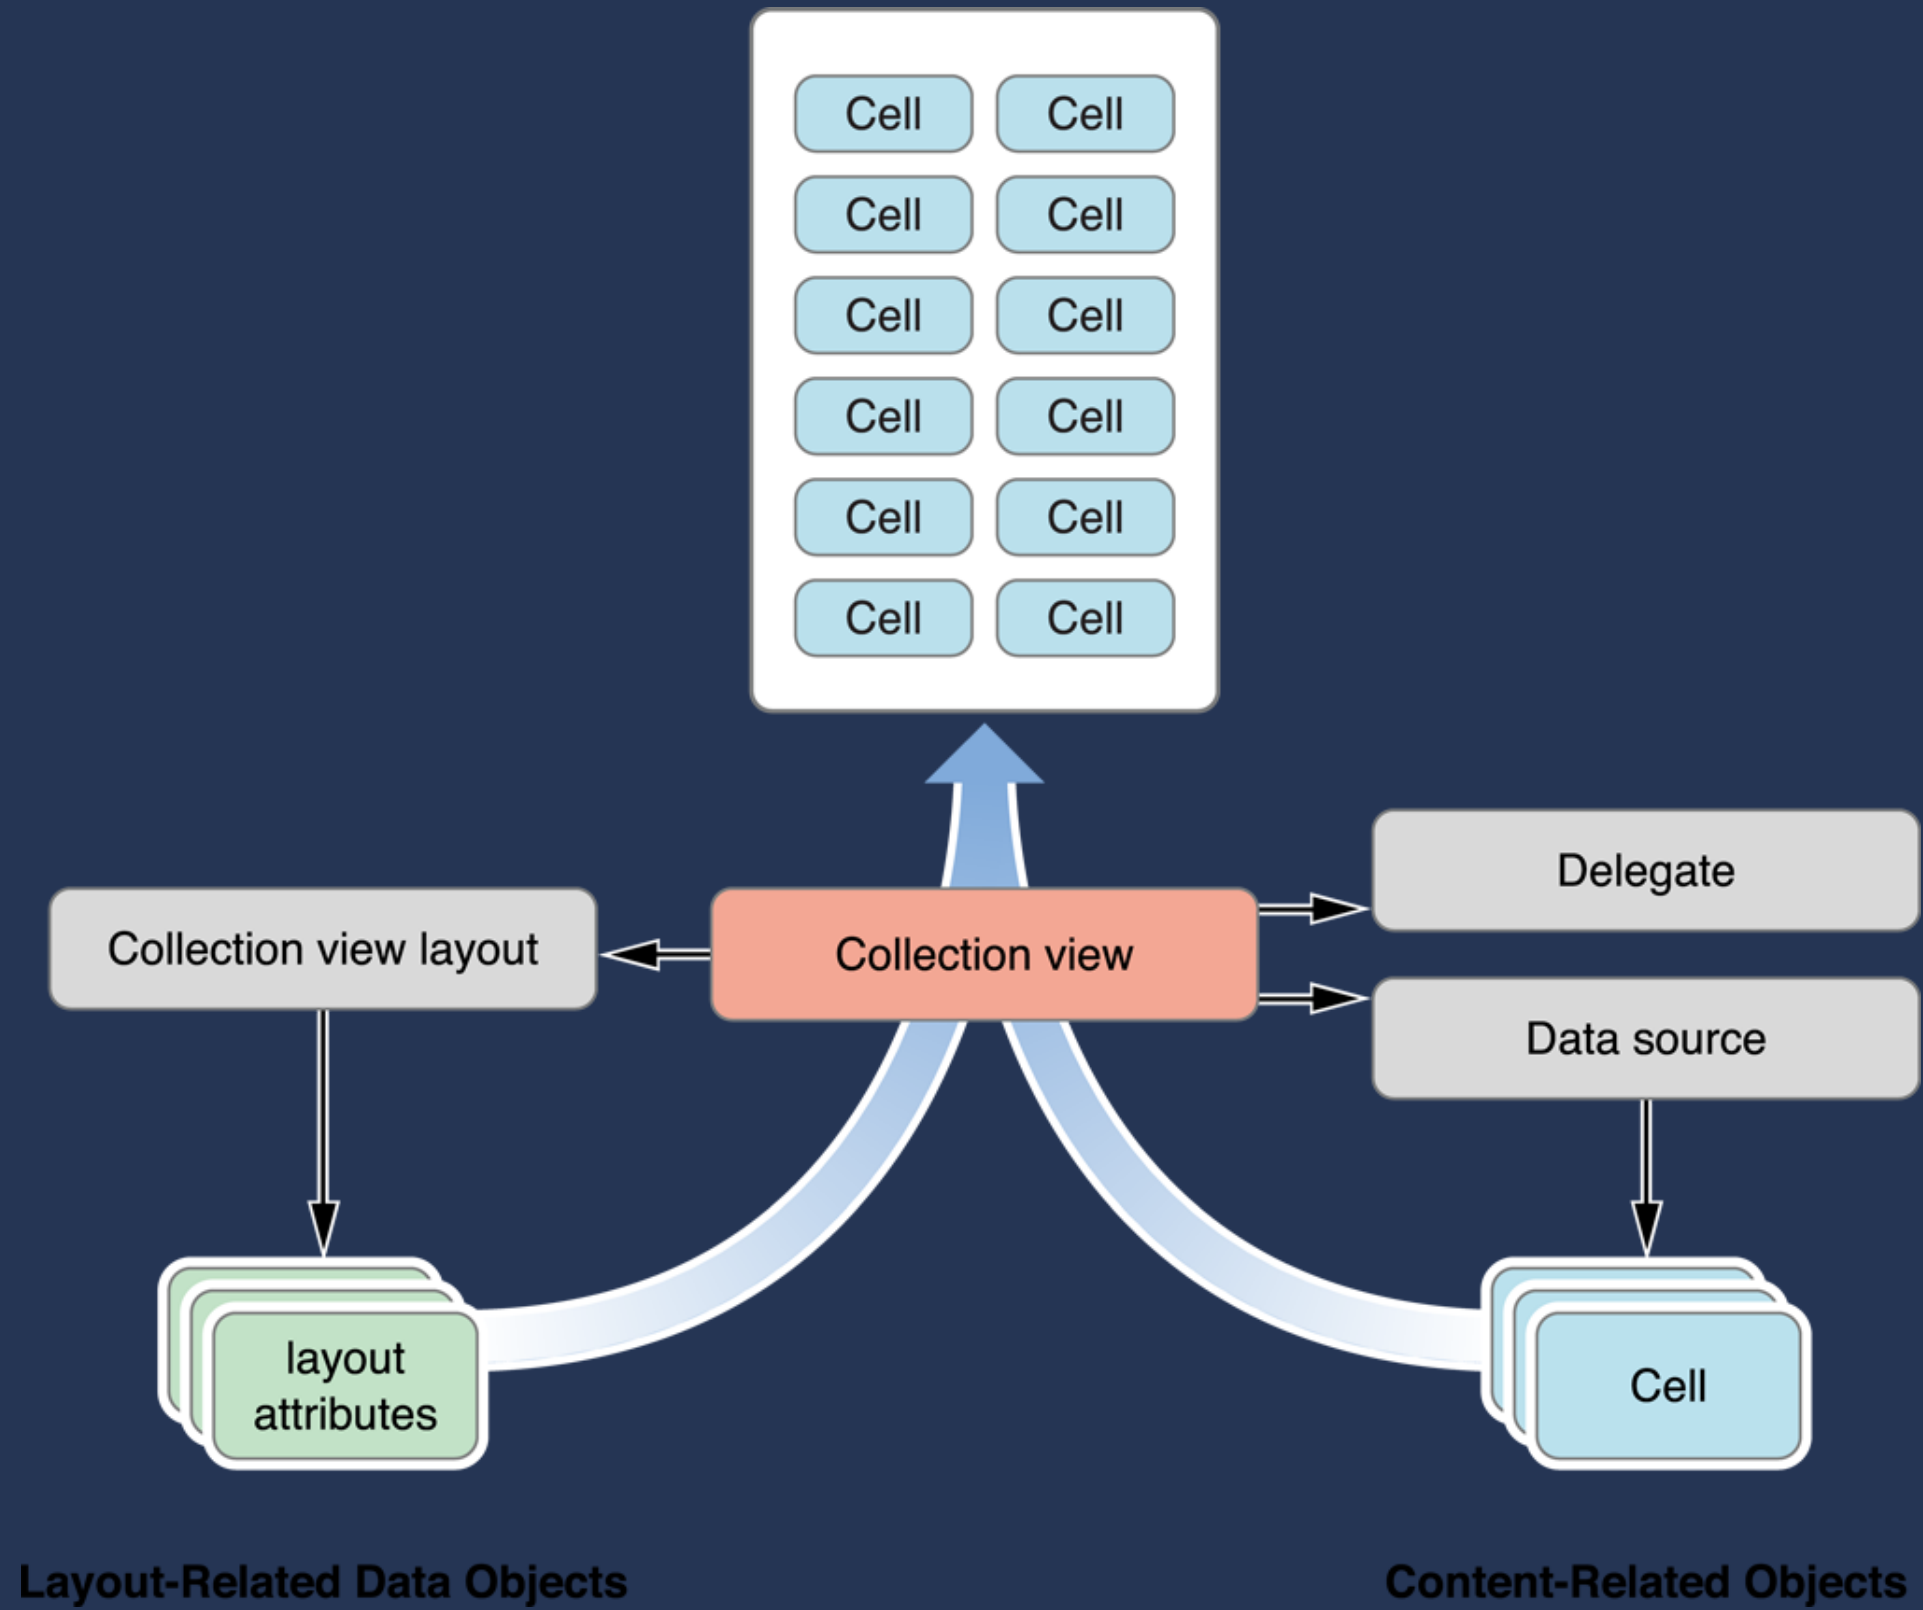 Cell Cell
Cell Cell
Cell Cell
Cell Cell
Cell Cell
Cell Cell
Delegate
Collection view layout
Collection view
Data source
layout
attributes
Cell
Layout-Related Data Objects
Content-Related Objects